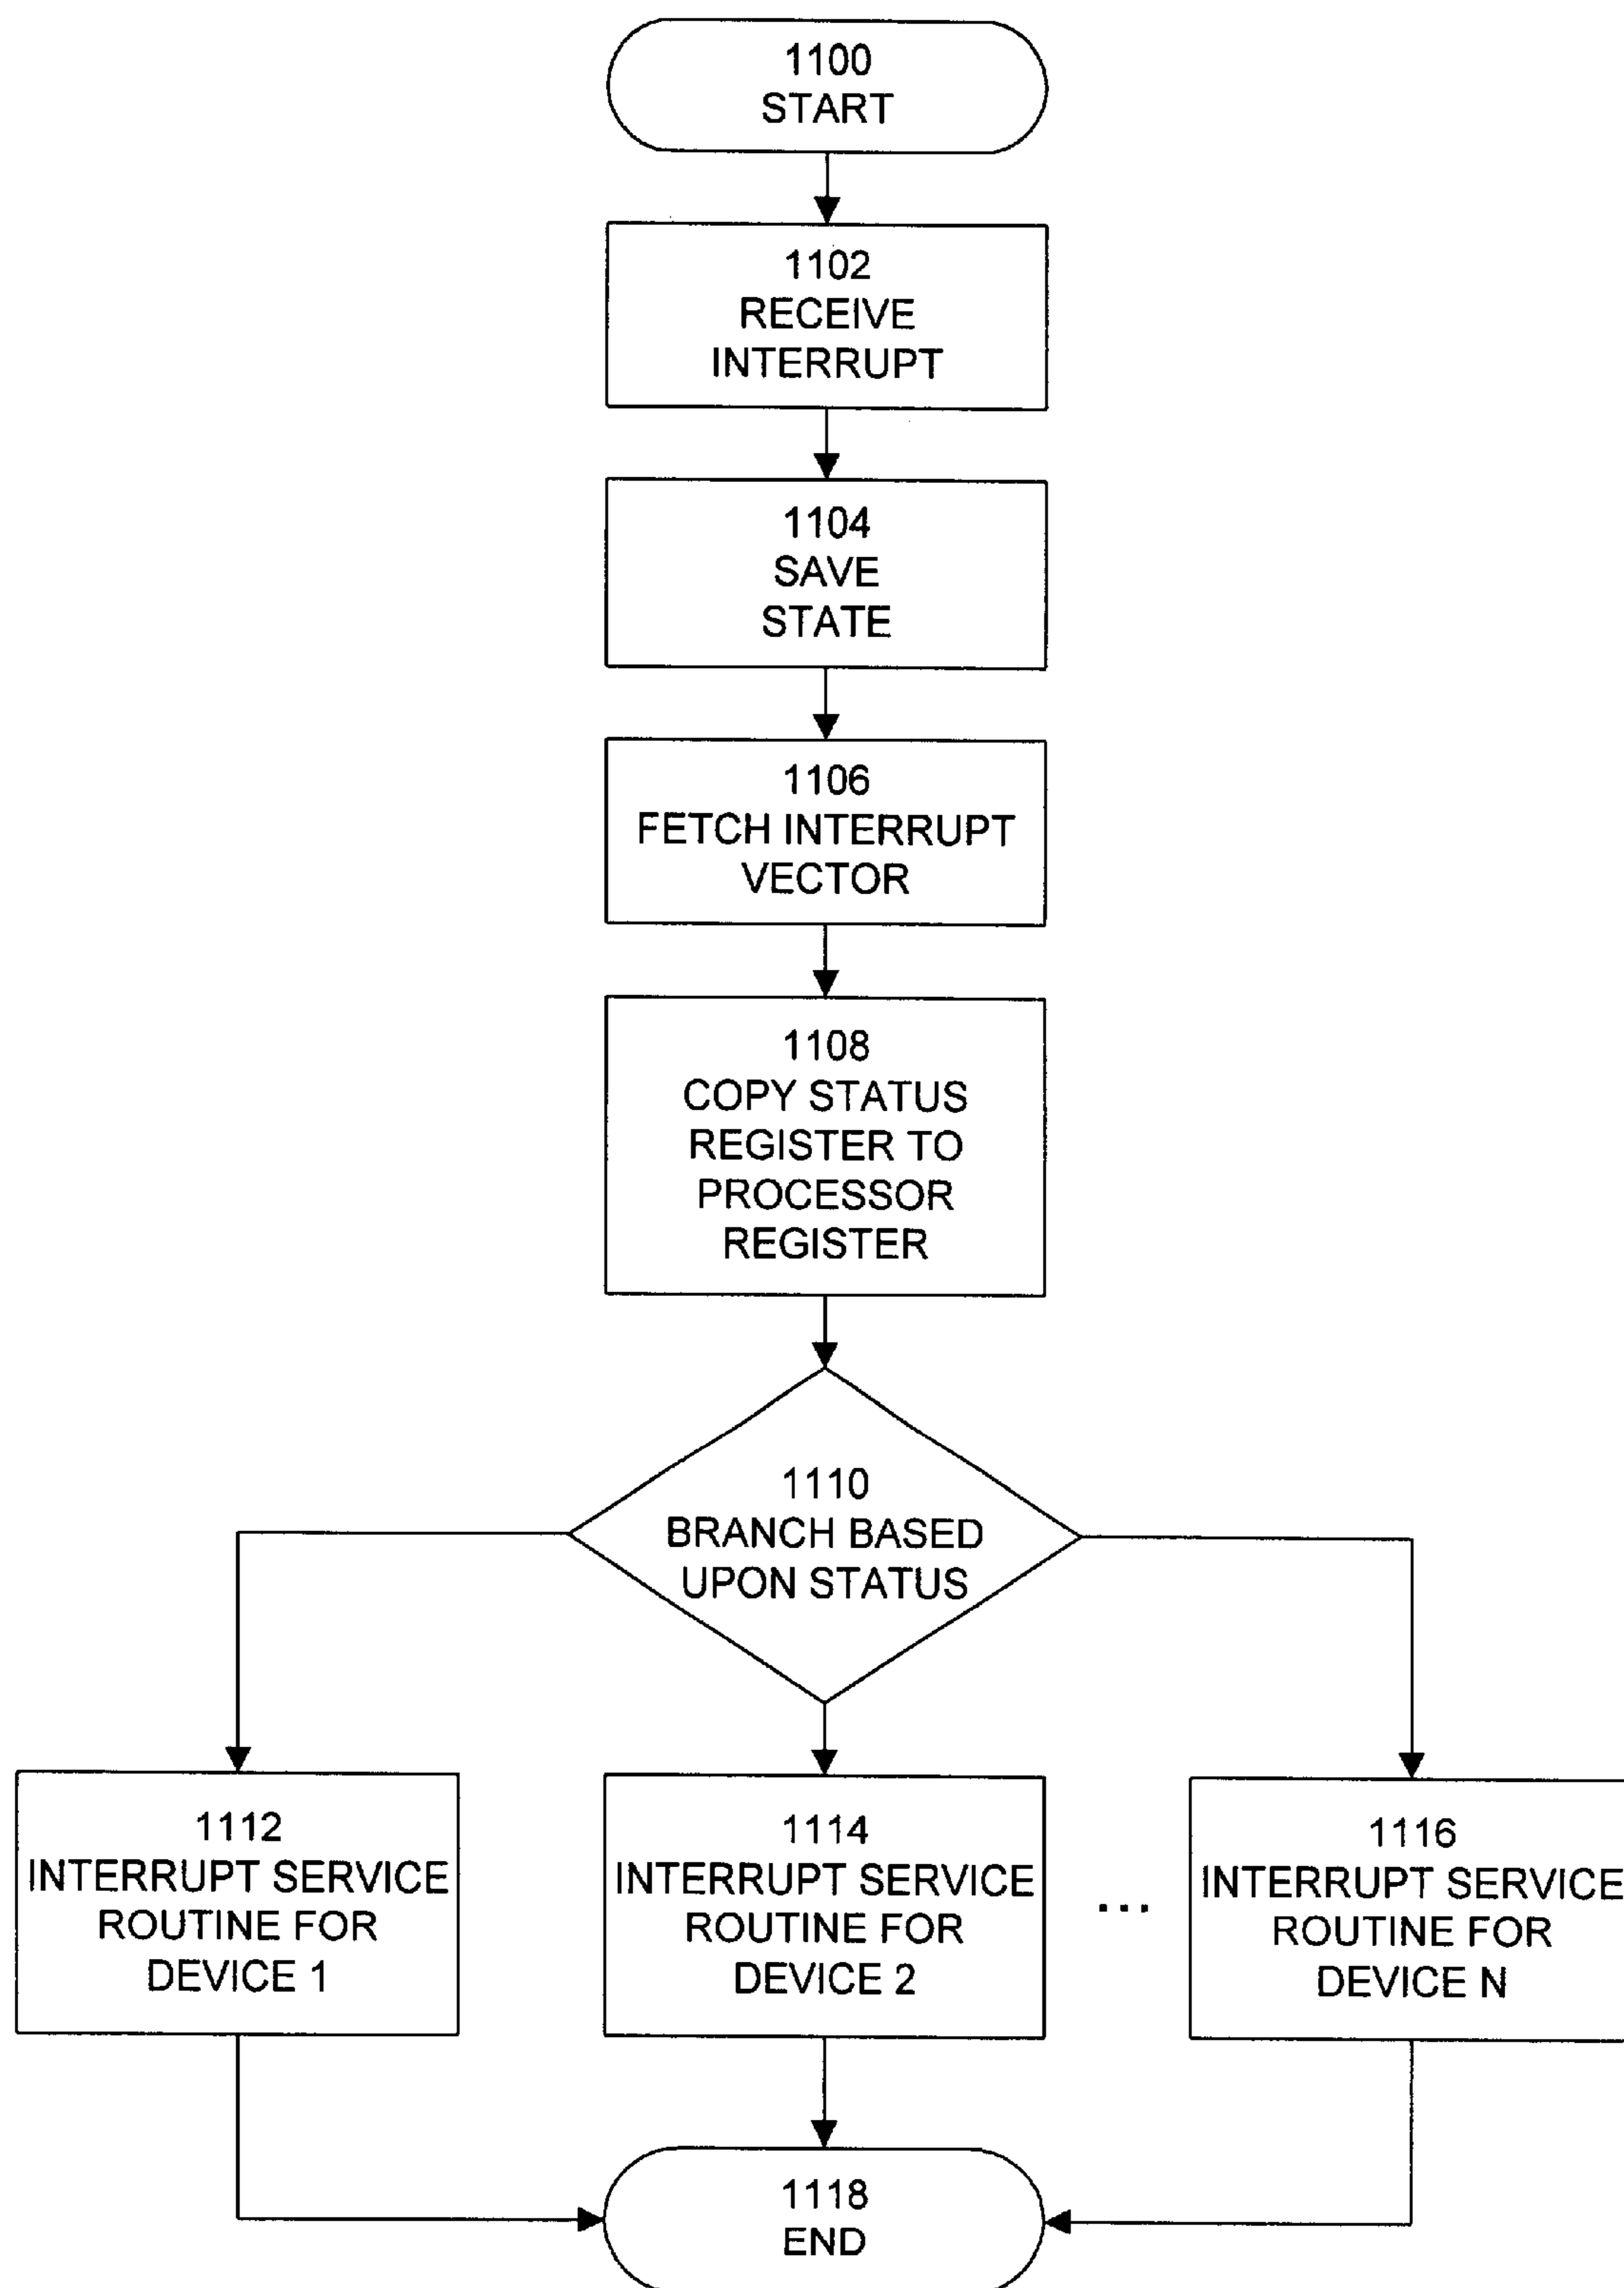 1100
START
1102
RECEIVE
INTERRUPT
1104
SAVE
STATE
1106
FETCH INTERRUPT
VECTOR
1108
COPY STATUS
REGISTER TO
PROCESSOR
REGISTER
1110
BRANCH BASED
UPON STATUS
1112
INTERRUPT SERVICE
ROUTINE FOR
DEVICE 1
1114
INTERRUPT SERVICE
ROUTINE FOR
DEVICE 2
...
1116
INTERRUPT SERVICE
ROUTINE FOR
DEVICE N
1118
END